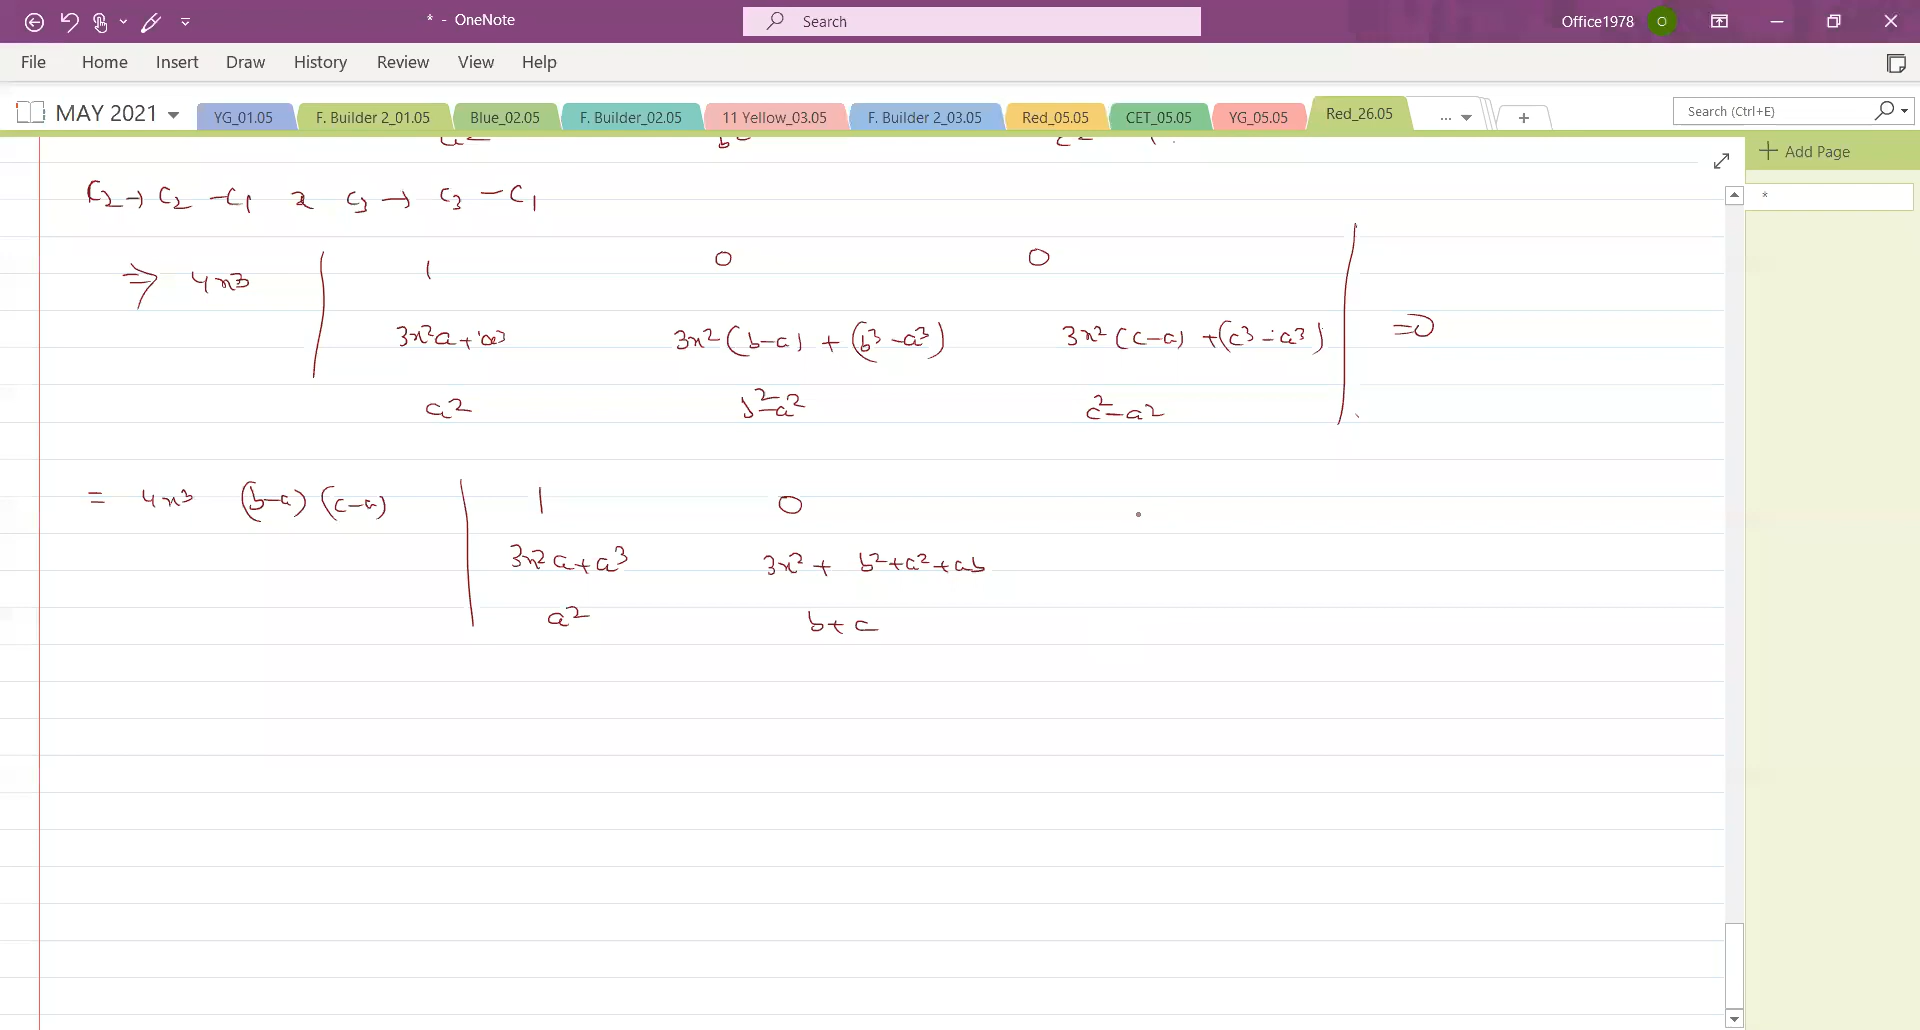 * - OneNote
Search
Office1978
O
File Home Insert Draw History Review View Help
MAY 2021
YG_01.05 F. Builder 2_01.05 Blue_02.05 F. Builder_02.05 11 Yellow_03.05 F. Builder 2_03.05 Red_05.05 CET_05.05 YG_05.05 Red_26.05 ... +
Search (Ctrl+E)
+ Add Page
*
C₂ → C₂ - C₁ & C₃ → C₃ - C₁
⇒ 4x³ | 1 0 0 |
3x²a + a³ 3x²(b-a) + (b³-a³) 3x²(c-a) + (c³-a³) = 0
a² b²-a² c²-a²
= 4x³ (b-a) (c-a) | 1 0
3x²a + a³ 3x² + b²+a²+ab
a² b+c